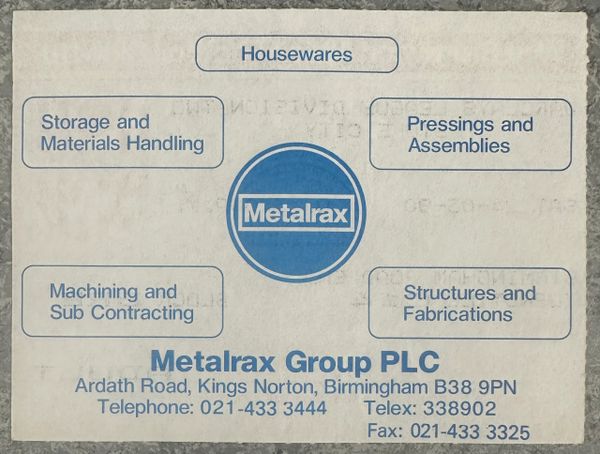 Housewares
Storage and
Materials Handling
Pressings and
Assemblies
Metalrax
Machining and
Sub Contracting
Structures and
Fabrications
Metalrax Group PLC
Ardath Road, Kings Norton, Birmingham B38 9PN
Telephone: 021-433 3444 Telex: 338902
Fax: 021-433 3325